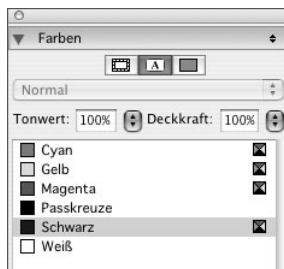 Farben
A
Normal
Tonwert: 100% Deckkraft: 100%
Cyan
Gelb
Magenta
Passkreuze
Schwarz
Weiß